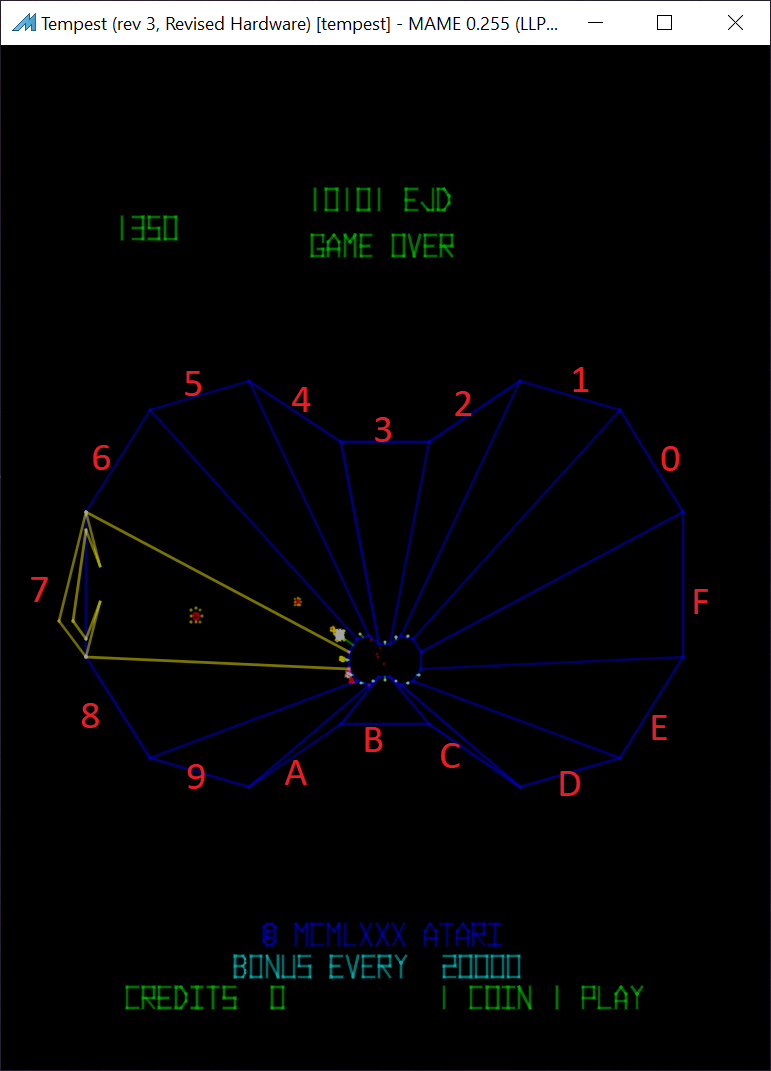 Tempest (rev 3, Revised Hardware) [tempest] - MAME 0.255 (LLP...
10101 EJD
1350
GAME OVER
5 4 3 2 1
6 0
7 F
8 9 A B C D E
© MCMLXXX ATARI
BONUS EVERY 20000
CREDITS 0 1 COIN 1 PLAY